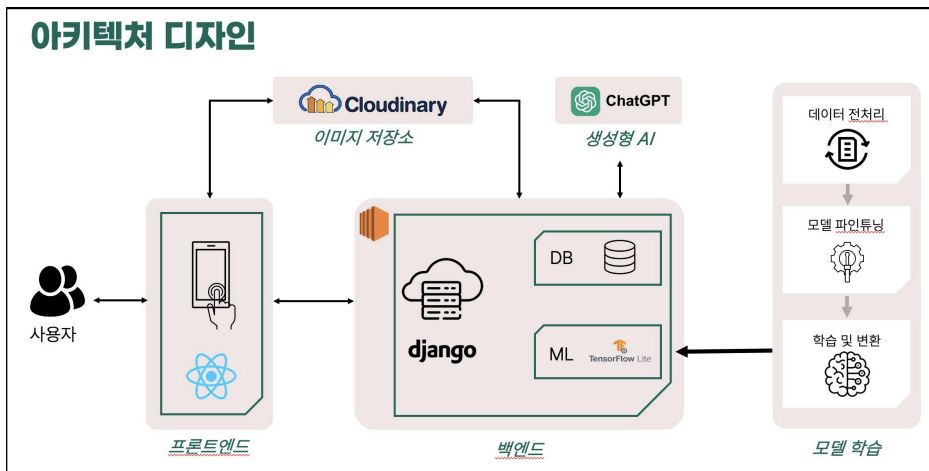 아키텍처 디자인
Cloudinary
이미지 저장소
ChatGPT
생성형 AI
사용자
프론트엔드
django
DB
ML
TensorFlow Lite
백엔드
데이터 전처리
모델 파인튜닝
학습 및 변환
모델 학습